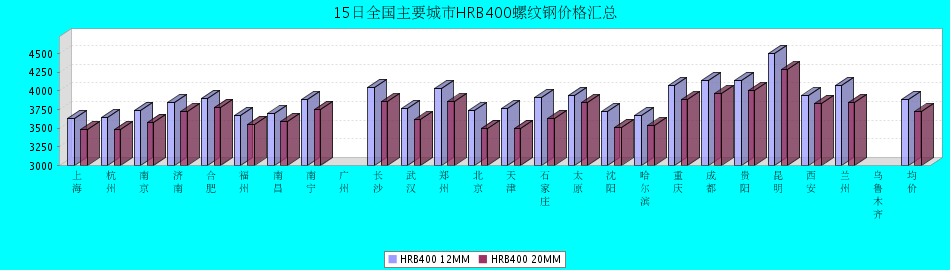 15日全国主要城市HRB400螺纹钢价格汇总
4500
4250
4000
3750
3500
3250
3000
上海
杭州
南京
济南
合肥
福州
南昌
南宁
广州
长沙
武汉
郑州
北京
天津
石家庄
太原
沈阳
哈尔滨
重庆
成都
贵阳
昆明
西安
兰州
乌鲁木齐
均价
HRB400 12MM
HRB400 20MM